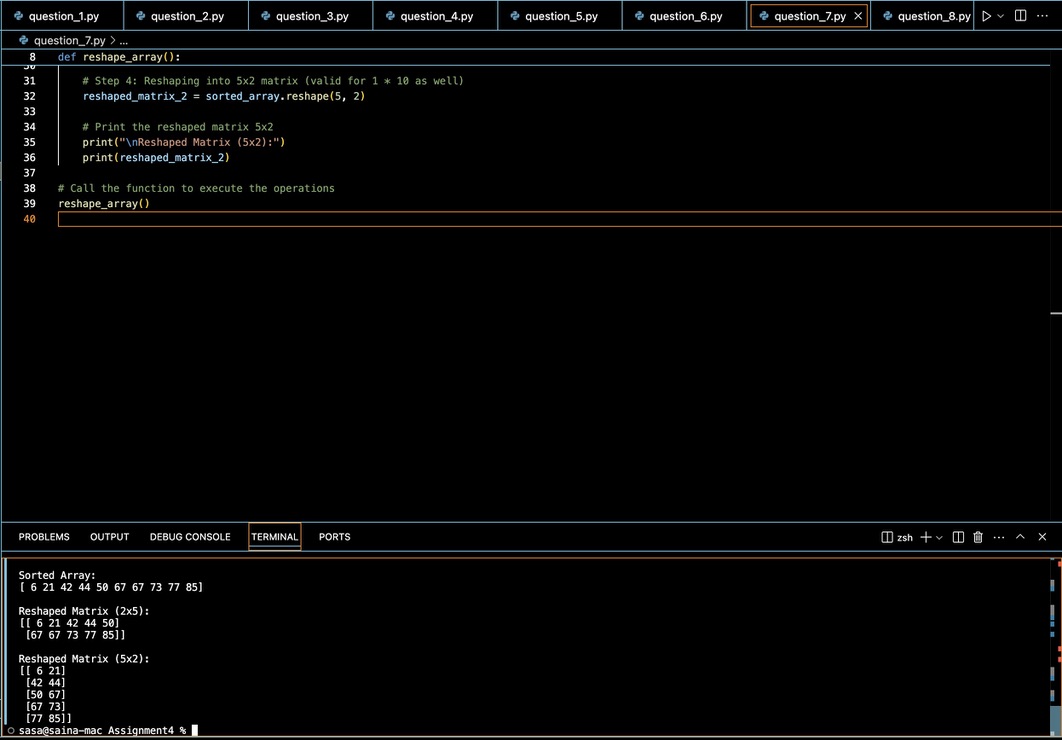 question_1.py question_2.py question_3.py question_4.py question_5.py question_6.py question_7.py question_8.py
question_7.py > ...
8 def reshape_array():
30
31 # Step 4: Reshaping into 5x2 matrix (valid for 1 * 10 as well)
32 reshaped_matrix_2 = sorted_array.reshape(5, 2)
33
34 # Print the reshaped matrix 5x2
35 print("\nReshaped Matrix (5x2):")
36 print(reshaped_matrix_2)
37
38 # Call the function to execute the operations
39 reshape_array()
40
PROBLEMS OUTPUT DEBUG CONSOLE TERMINAL PORTS zsh
Sorted Array:
[ 6 21 42 44 50 67 67 73 77 85]
Reshaped Matrix (2x5):
[[ 6 21 42 44 50]
[67 67 73 77 85]]
Reshaped Matrix (5x2):
[[ 6 21]
[42 44]
[50 67]
[67 73]
[77 85]]
sasa@saina-mac Assignment4 %